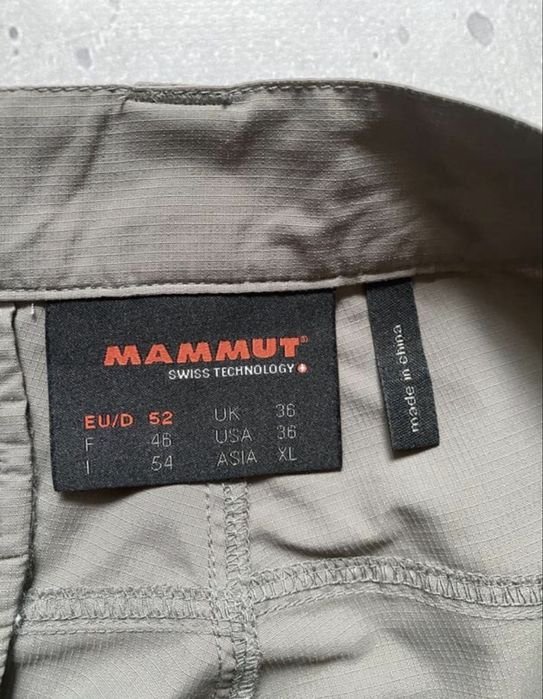 MAMMUT®
SWISS TECHNOLOGY
EU/D 52 UK 36
F 46 USA 36
I 54 ASIA XL
made in china